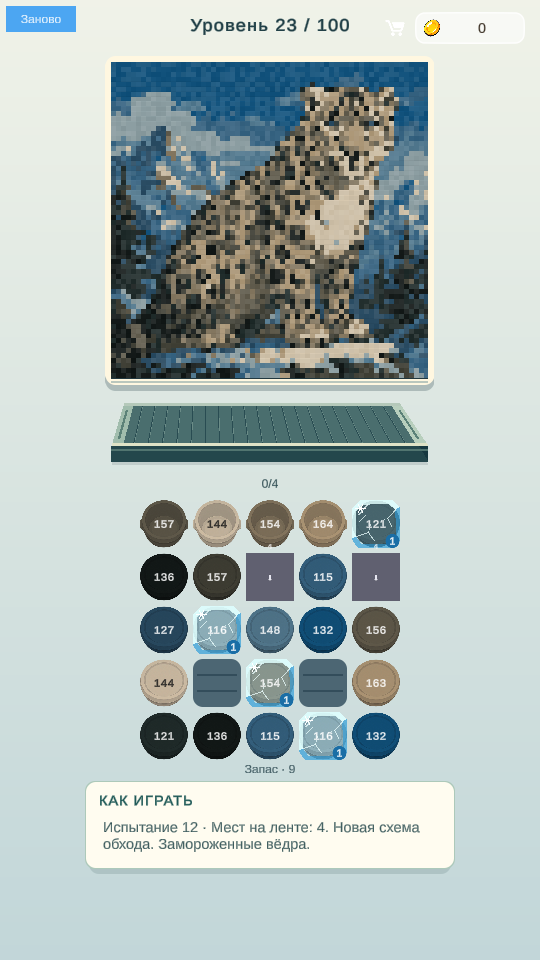 Заново
Уровень 23 / 100
0
0/4
157 144 154 164 121
1
136 157 115
127 116 148 132 156
1
144 154 163
1
121 136 115 116 132
1
Запас · 9
КАК ИГРАТЬ
Испытание 12 · Мест на ленте: 4. Новая схема
обхода. Замороженные вёдра.